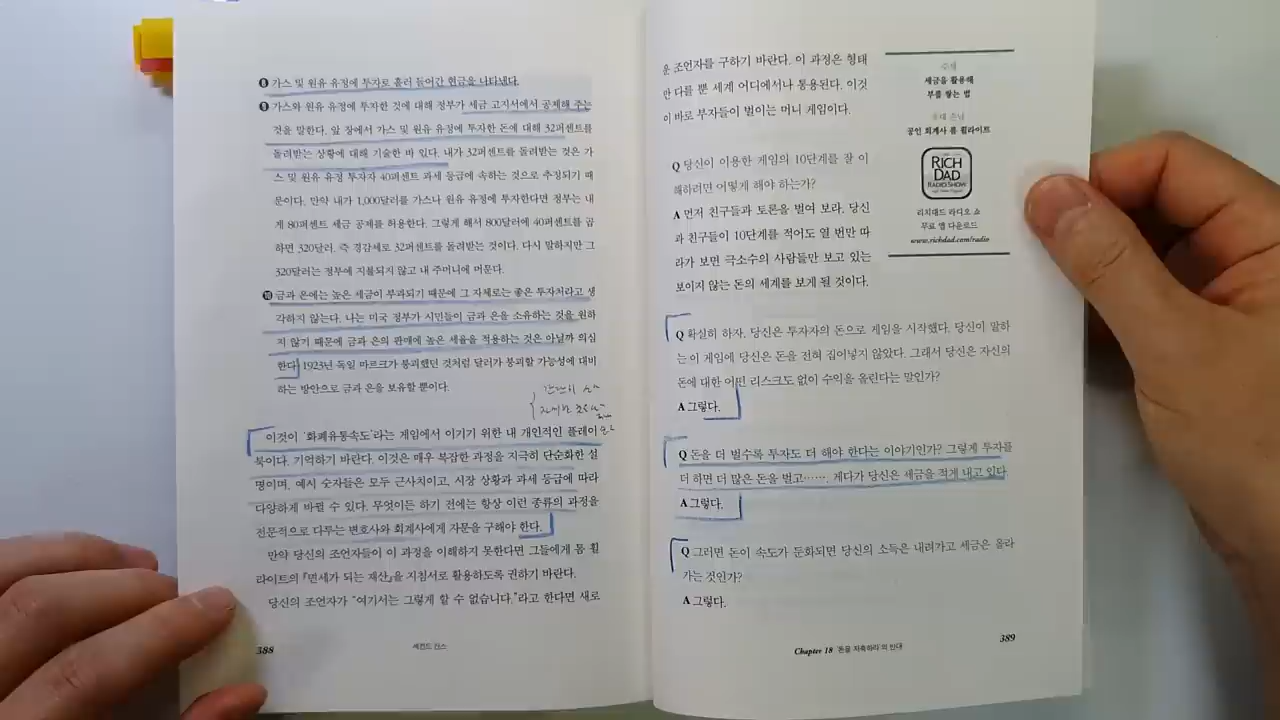 ❽ 가스 및 원유 유정에 투자로 흘러 들어간 현금을 나타낸다.
❾ 가스와 원유 유정에 투자한 것에 대해 정부가 세금 고지서에서 공제해 주는
것을 말한다. 앞 장에서 가스 및 원유 유정에 투자한 돈에 대해 32퍼센트를
돌려받는 상황에 대해 기술한 바 있다. 내가 32퍼센트를 돌려받는 것은 가
스 및 원유 유정 투자자 40퍼센트 과세 등급에 속하는 것으로 추정되기 때
문이다. 만약 내가 1,000달러를 가스나 원유 유정에 투자한다면 정부는 내
게 80퍼센트 세금 공제를 허용한다. 그렇게 해서 800달러에 40퍼센트를 곱
하면 320달러. 즉 경감세로 32퍼센트를 돌려받는 것이다. 다시 말하지만 그
320달러는 정부에 지불되지 않고 내 주머니에 머문다.
❿ 금과 은에는 높은 세금이 부과되기 때문에 그 자체로는 좋은 투자처라고 생
각하지 않는다. 나는 미국 정부가 시민들이 금과 은을 소유하는 것을 원하
지 않기 때문에 금과 은의 판매에 높은 세율을 적용하는 것은 아닐까 의심
한다. 1923년 독일 마르크가 붕괴했던 것처럼 달러가 붕괴할 가능성에 대비
하는 방안으로 금과 은을 보유할 뿐이다.
이것이 '화폐유통속도'라는 게임에서 이기기 위한 내 개인적인 플레이
북이다. 기억하기 바란다. 이것은 매우 복잡한 과정을 지극히 단순화한 설
명이며, 예시 숫자들은 모두 근사치이고, 시장 상황과 과세 등급에 따라
다양하게 바뀔 수 있다. 무엇이든 하기 전에는 항상 이런 종류의 과정을
전문적으로 다루는 변호사와 회계사에게 자문을 구해야 한다.
만약 당신의 조언자들이 이 과정을 이해하지 못한다면 그들에게 톰 휠
라이트의 『면세가 되는 재산』을 지침서로 활용하도록 권하기 바란다.
당신의 조언자가 "여기서는 그렇게 할 수 없습니다."라고 한다면 새로
388
세컨드 찬스
운 조언자를 구하기 바란다. 이 과정은 형태
만 다를 뿐 세계 어디에서나 통용된다. 이것
이 바로 부자들이 벌이는 머니 게임이다.
Q 당신이 이용한 게임의 10단계를 잘 이
해하려면 어떻게 해야 하는가?
A 먼저 친구들과 토론을 벌여 보라. 당신
과 친구들이 10단계를 적어도 열 번만 따
라가 보면 극소수의 사람들만 보고 있는
보이지 않는 돈의 세계를 보게 될 것이다.
주제
세금을 활용해
부를 쌓는 법
초대 손님
공인 회계사 톰 휠라이트
RICH
DAD
RADIO SHOW
리치대드 라디오 쇼
무료 앱 다운로드
www.richdad.com/radio
Q 확실히 하자. 당신은 투자자의 돈으로 게임을 시작했다. 당신이 말하
는 이 게임에 당신은 돈을 전혀 집어넣지 않았다. 그래서 당신은 자신의
돈에 대한 어떤 리스크도 없이 수익을 올린다는 말인가?
A 그렇다.
Q 돈을 더 벌수록 투자도 더 해야 한다는 이야기인가? 그렇게 투자를
더 하면 더 많은 돈을 벌고……. 게다가 당신은 세금을 적게 내고 있다.
A 그렇다.
Q 그러면 돈이 속도가 둔화되면 당신의 소득은 내려가고 세금은 올라
가는 것인가?
A 그렇다.
Chapter 18 '돈을 저축하라'의 반대
389